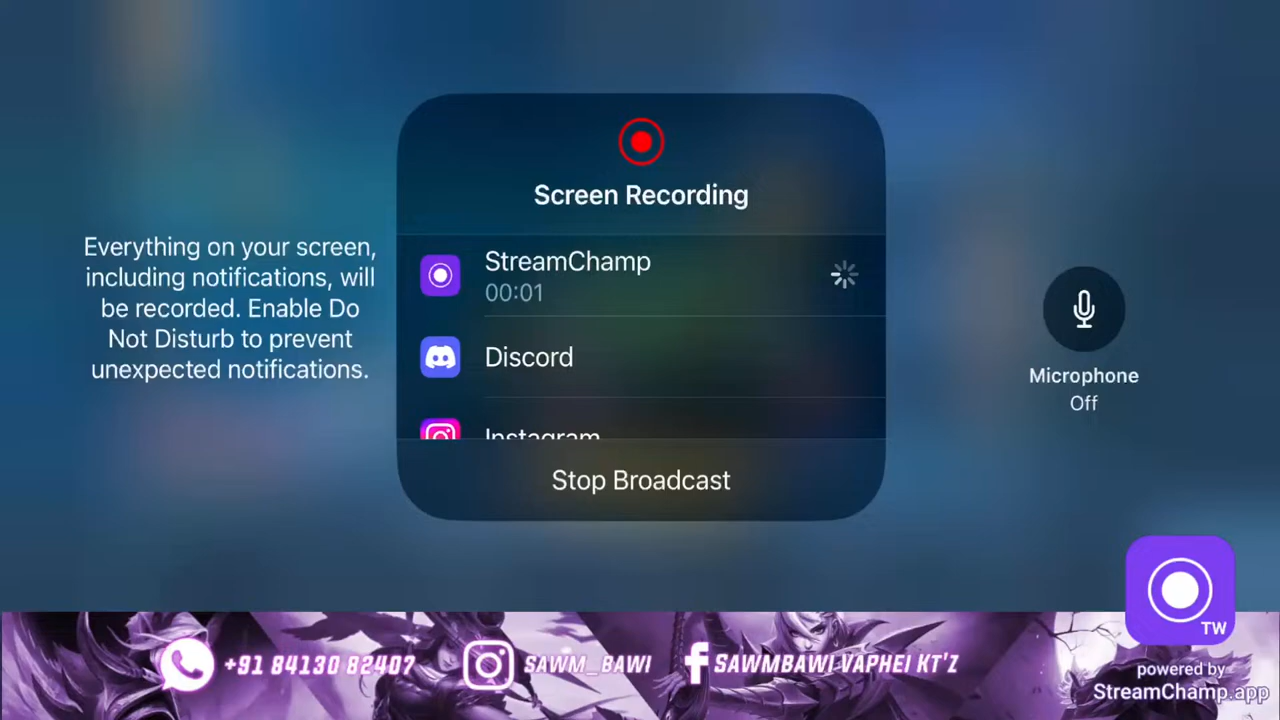 Screen Recording
Everything on your screen,
including notifications, will
be recorded. Enable Do
Not Disturb to prevent
unexpected notifications.
StreamChamp
00:01
Discord
Instagram
Stop Broadcast
Microphone
Off
TW
powered by
StreamChamp.app
+91 84130 82407
SAWM_BAWI
SAWMBAWI VAPHEI KT'Z